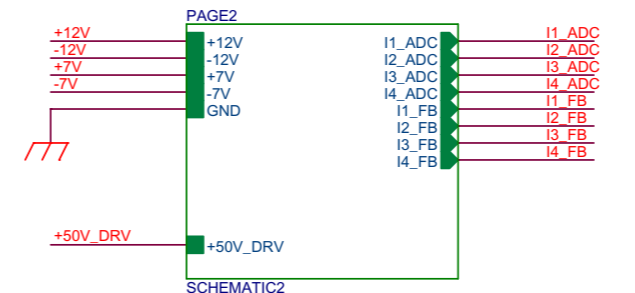 PAGE2
+12V +12V I1_ADC I1_ADC
-12V -12V I2_ADC I2_ADC
+7V +7V I3_ADC I3_ADC
-7V -7V I4_ADC I4_ADC
GND I1_FB I1_FB
I2_FB I2_FB
I3_FB I3_FB
I4_FB I4_FB
+50V_DRV +50V_DRV
SCHEMATIC2